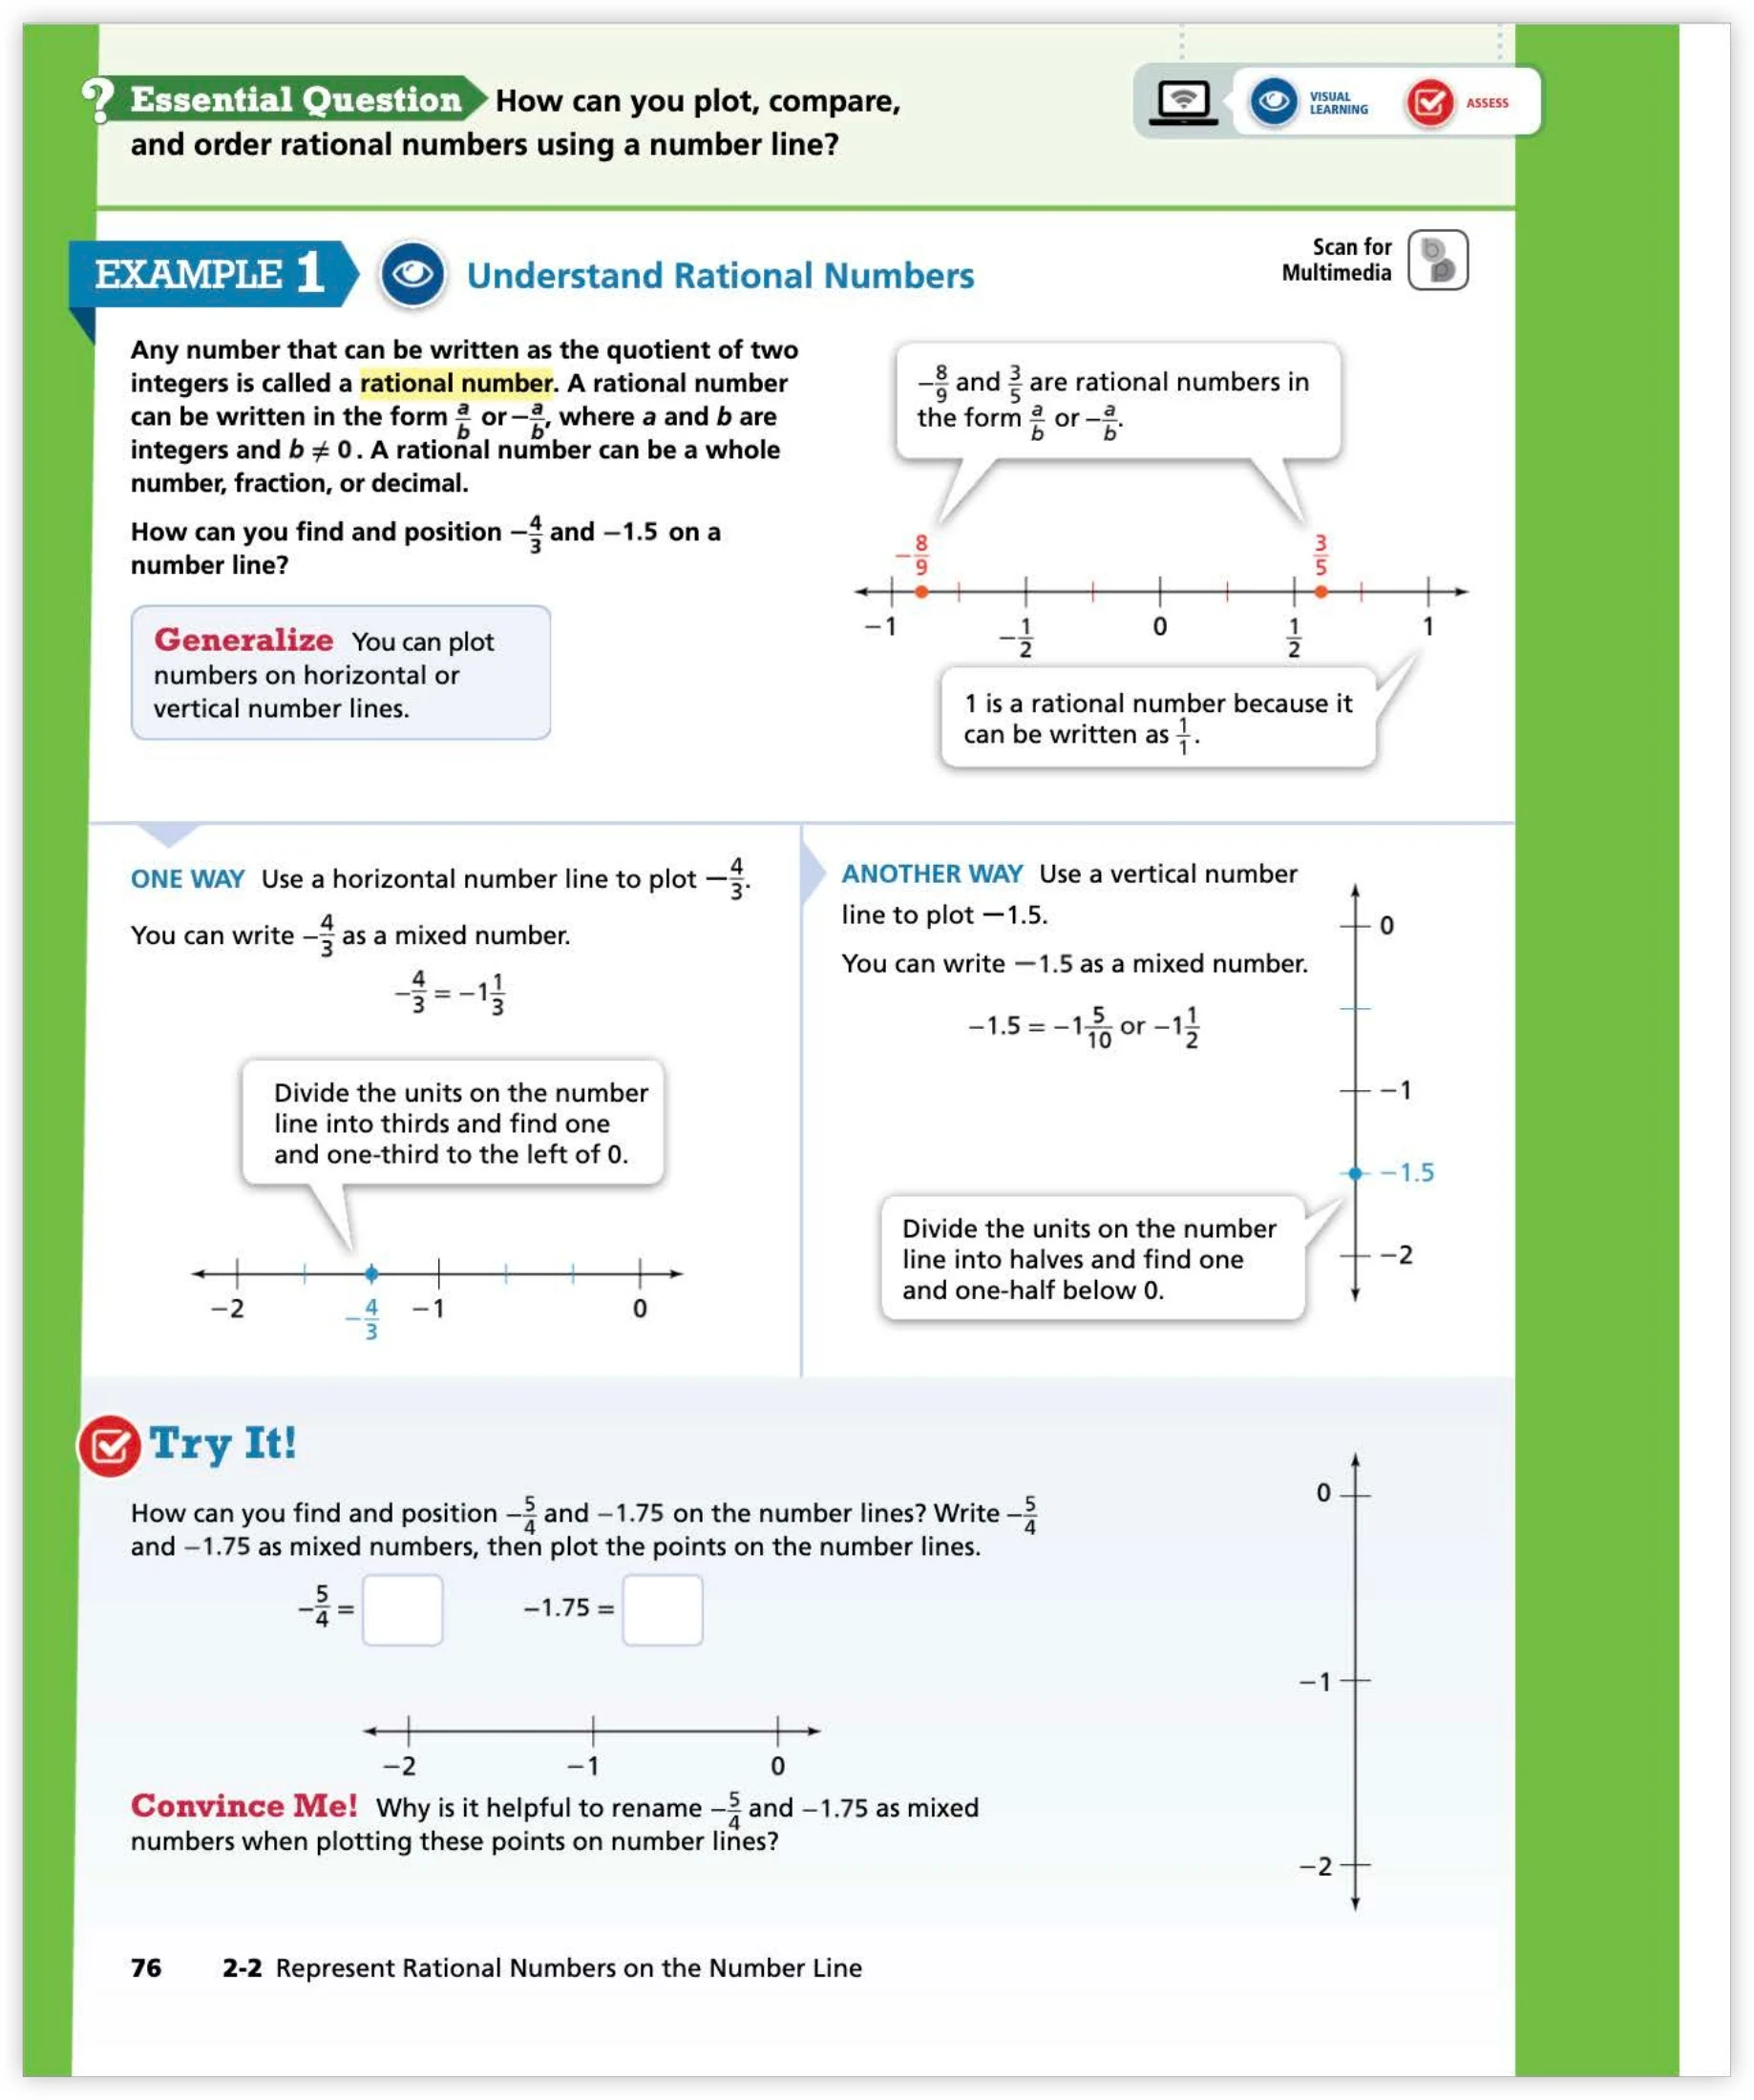 ? Essential Question How can you plot, compare,
and order rational numbers using a number line?
VISUAL
LEARNING
ASSESS
EXAMPLE 1
Understand Rational Numbers
Scan for
Multimedia
Any number that can be written as the quotient of two
integers is called a rational number. A rational number
can be written in the form a/b or −a/b, where a and b are
integers and b ≠ 0. A rational number can be a whole
number, fraction, or decimal.
How can you find and position −4/3 and −1.5 on a
number line?
Generalize You can plot
numbers on horizontal or
vertical number lines.
−8/9 and 3/5 are rational numbers in
the form a/b or −a/b.
−8/9 3/5
−1 −1/2 0 1/2 1
1 is a rational number because it
can be written as 1/1.
ONE WAY Use a horizontal number line to plot −4/3.
You can write −4/3 as a mixed number.
−4/3 = −1 1/3
Divide the units on the number
line into thirds and find one
and one-third to the left of 0.
−2 −4/3 −1 0
ANOTHER WAY Use a vertical number
line to plot −1.5.
You can write −1.5 as a mixed number.
−1.5 = −1 5/10 or −1 1/2
Divide the units on the number
line into halves and find one
and one-half below 0.
0
−1
−1.5
−2
Try It!
How can you find and position −5/4 and −1.75 on the number lines? Write −5/4
and −1.75 as mixed numbers, then plot the points on the number lines.
−5/4 = −1.75 =
−2 −1 0
Convince Me! Why is it helpful to rename −5/4 and −1.75 as mixed
numbers when plotting these points on number lines?
0
−1
−2
76 2-2 Represent Rational Numbers on the Number Line